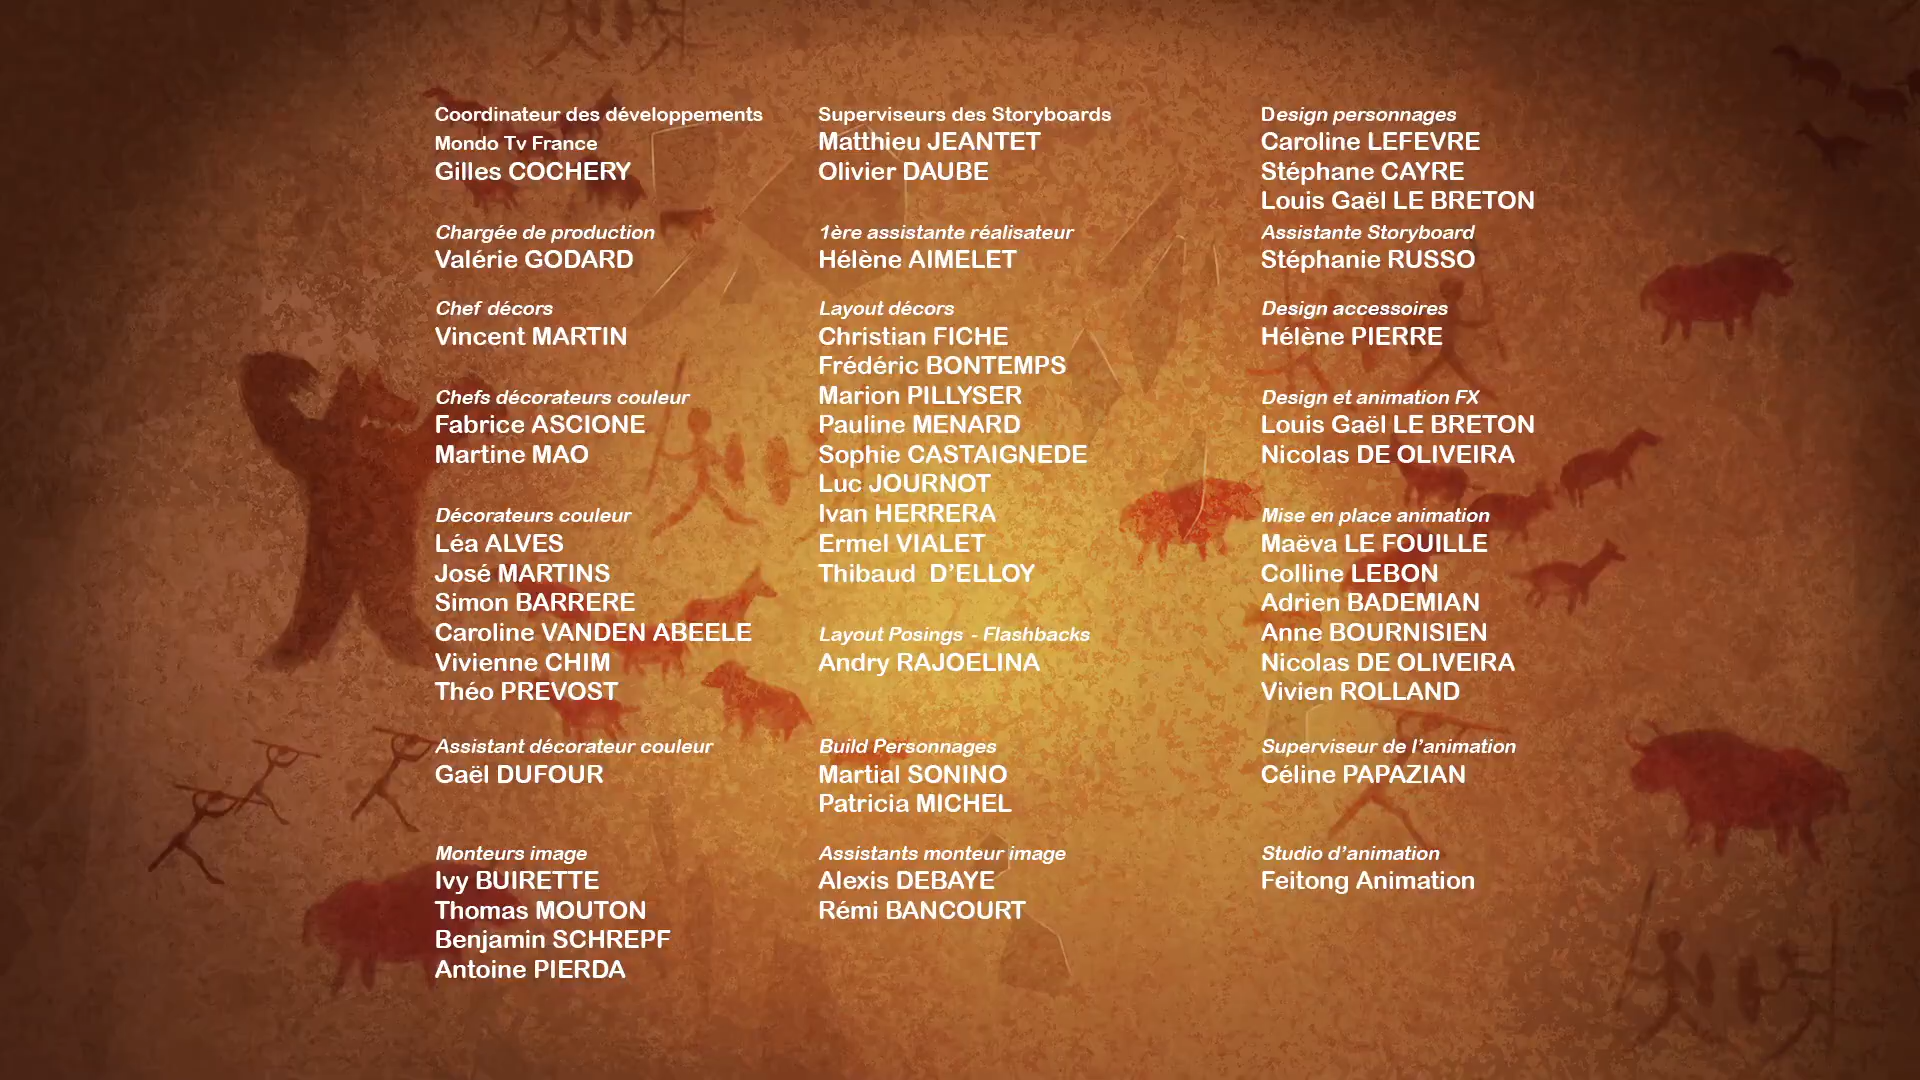 Coordinateur des développements
Mondo Tv France
Gilles COCHERY
Chargée de production
Valérie GODARD
Chef décors
Vincent MARTIN
Chefs décorateurs couleur
Fabrice ASCIONE
Martine MAO
Décorateurs couleur
Léa ALVES
José MARTINS
Simon BARRERE
Caroline VANDEN ABEELE
Vivienne CHIM
Théo PREVOST
Assistant décorateur couleur
Gaël DUFOUR
Monteurs image
Ivy BUIRETTE
Thomas MOUTON
Benjamin SCHREPF
Antoine PIERDA
Superviseurs des Storyboards
Matthieu JEANTET
Olivier DAUBE
1ère assistante réalisateur
Hélène AIMELET
Layout décors
Christian FICHE
Frédéric BONTEMPS
Marion PILLYSER
Pauline MENARD
Sophie CASTAIGNEDE
Luc JOURNOT
Ivan HERRERA
Ermel VIALET
Thibaud  D’ELLOY
Layout Posings - Flashbacks
Andry RAJOELINA
Build Personnages
Martial SONINO
Patricia MICHEL
Assistants monteur image
Alexis DEBAYE
Rémi BANCOURT
Design personnages
Caroline LEFEVRE
Stéphane CAYRE
Louis Gaël LE BRETON
Assistante Storyboard
Stéphanie RUSSO
Design accessoires
Hélène PIERRE
Design et animation FX
Louis Gaël LE BRETON
Nicolas DE OLIVEIRA
Mise en place animation
Maëva LE FOUILLE
Colline LEBON
Adrien BADEMIAN
Anne BOURNISIEN
Nicolas DE OLIVEIRA
Vivien ROLLAND
Superviseur de l’animation
Céline PAPAZIAN
Studio d’animation
Feitong Animation